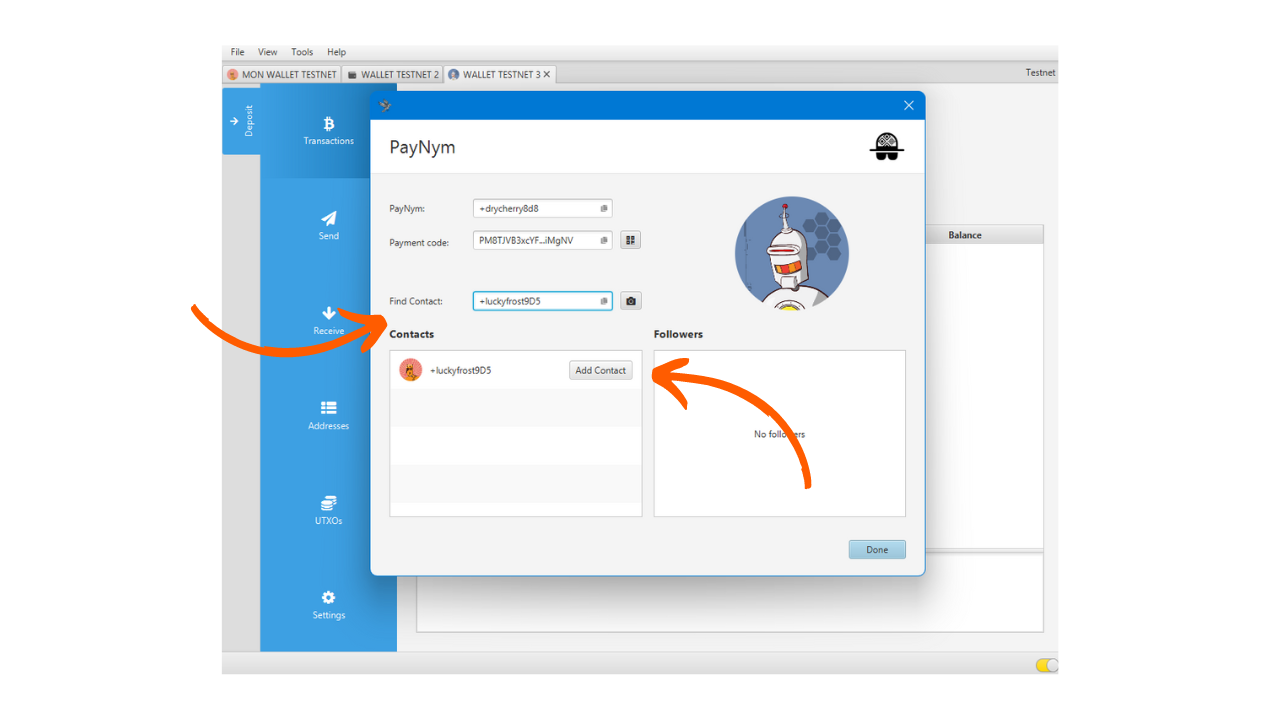 File View Tools Help
MON WALLET TESTNET WALLET TESTNET 2 WALLET TESTNET 3
Testnet
Deposit
Transactions
Send
Receive
Addresses
UTXOs
Settings
PayNym
PayNym: +drycherry8d8
Payment code: PM8TJVB3xcYF...iMgNV
Find Contact: +luckyfrost9D5
Contacts
Followers
+luckyfrost9D5 Add Contact
No followers
Done
Balance